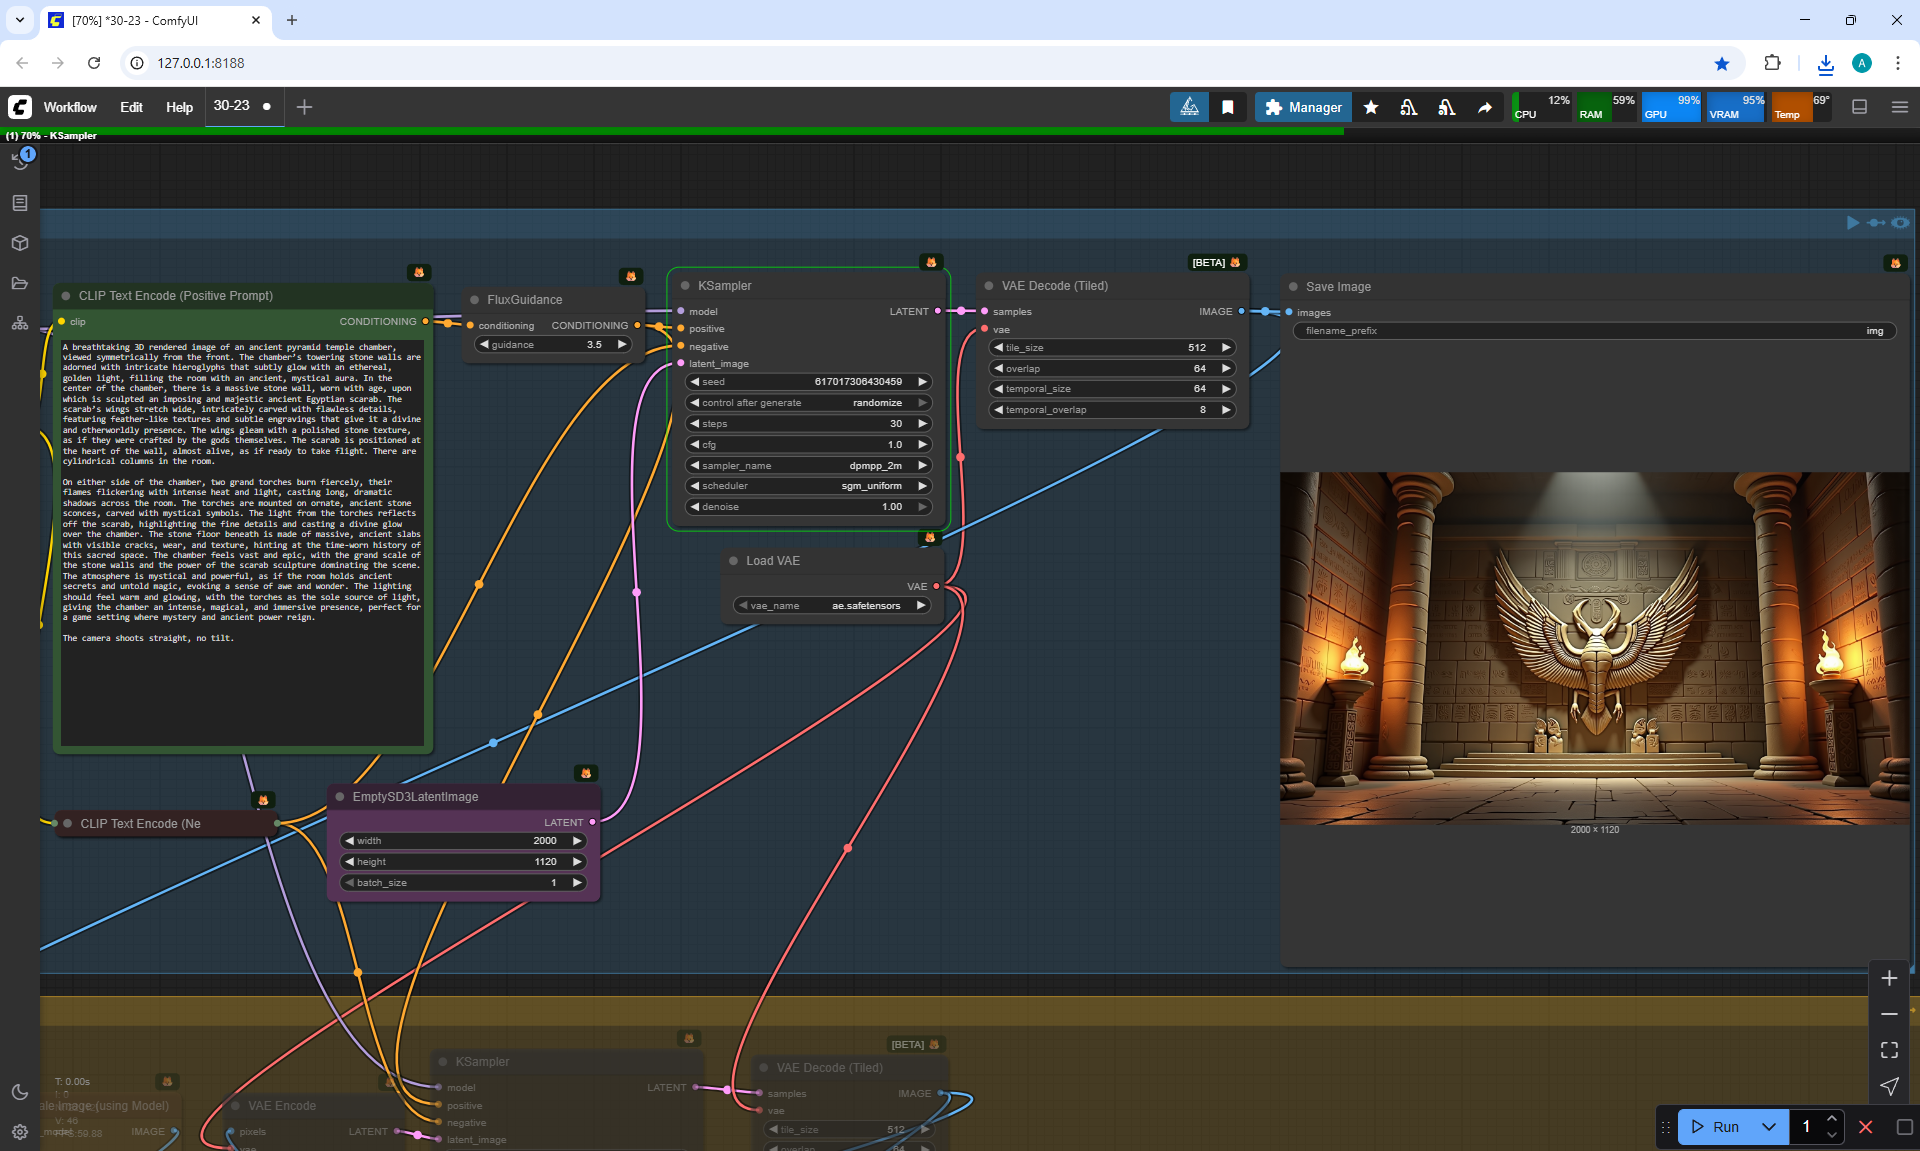 [70%] *30-23 - ComfyUI
127.0.0.1:8188
A
Workflow Edit Help 30-23
Manager
CPU 12% RAM 59% GPU 99% VRAM 95% Temp 69°
(1) 70% - KSampler
1
CLIP Text Encode (Positive Prompt)
clip CONDITIONING
A breathtaking 3D rendered image of an ancient pyramid temple chamber,
viewed symmetrically from the front. The chamber's towering stone walls are
adorned with intricate hieroglyphs that subtly glow with an ethereal,
golden light, filling the room with an ancient, mystical aura. In the
center of the chamber, there is a massive stone wall, worn with age, upon
which is sculpted an imposing and majestic ancient Egyptian scarab. The
scarab's wings stretch wide, intricately carved with flawless details,
featuring feather-like textures and subtle engravings that give it a divine
and otherworldly presence. The wings gleam with a polished stone texture,
as if they were crafted by the gods themselves. The scarab is positioned at
the heart of the wall, almost alive, as if ready to take flight. There are
cylindrical columns in the room.
On either side of the chamber, two grand torches burn fiercely, their
flames flickering with intense heat and light, casting long, dramatic
shadows across the room. The torches are mounted on ornate, ancient stone
sconces, carved with mystical symbols. The light from the torches reflects
off the scarab, highlighting the fine details and casting a divine glow
over the chamber. The stone floor beneath is made of massive, ancient slabs
with visible cracks, wear, and texture, hinting at the time-worn history of
this sacred space. The chamber feels vast and epic, with the grand scale of
the stone walls and the power of the scarab sculpture dominating the scene.
The atmosphere is mystical and powerful, as if the room holds ancient
secrets and untold magic, evoking a sense of awe and wonder. The lighting
should feel warm and glowing, with the torches as the sole source of light,
giving the chamber an intense, magical, and immersive presence, perfect for
a game setting where mystery and ancient power reign.
The camera shoots straight, no tilt.
FluxGuidance
conditioning CONDITIONING
guidance 3.5
KSampler
model LATENT
positive
negative
latent_image
seed 617017306430459
control after generate randomize
steps 30
cfg 1.0
sampler_name dpmpp_2m
scheduler sgm_uniform
denoise 1.00
Load VAE
VAE
vae_name ae.safetensors
[BETA]
VAE Decode (Tiled)
samples IMAGE
vae
tile_size 512
overlap 64
temporal_size 64
temporal_overlap 8
Save Image
images
filename_prefix img
2000 × 1120
CLIP Text Encode (Ne
EmptySD3LatentImage
LATENT
width 2000
height 1120
batch_size 1
T: 0.00s
ale Image (using Model)
IMAGE
VAE Encode
pixels LATENT
KSampler
model LATENT
positive
negative
latent_image
[BETA]
VAE Decode (Tiled)
samples IMAGE
vae
tile_size 512
overlap 64
Run 1